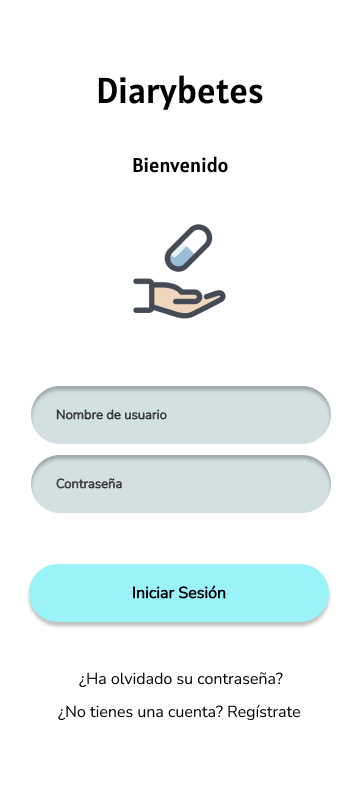 Diarybetes
Bienvenido
Nombre de usuario
Contraseña
Iniciar Sesión
¿Ha olvidado su contraseña?
¿No tienes una cuenta? Regístrate